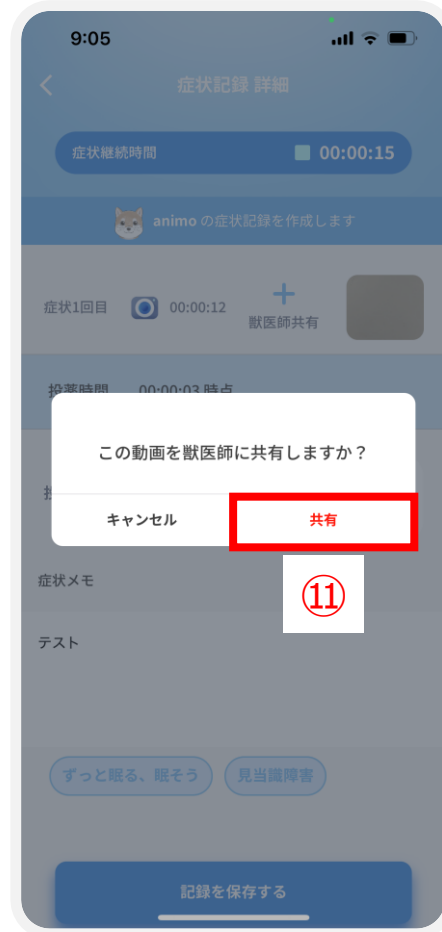 9:05
症状記録 詳細
症状継続時間 00:00:15
animo の症状記録を作成します
症状1回目 00:00:12 獣医師共有
投薬時間 00:00:03 時点
この動画を獣医師に共有しますか？
キャンセル 共有
⑪
症状メモ
テスト
ずっと眠る、眠そう 見当識障害
記録を保存する